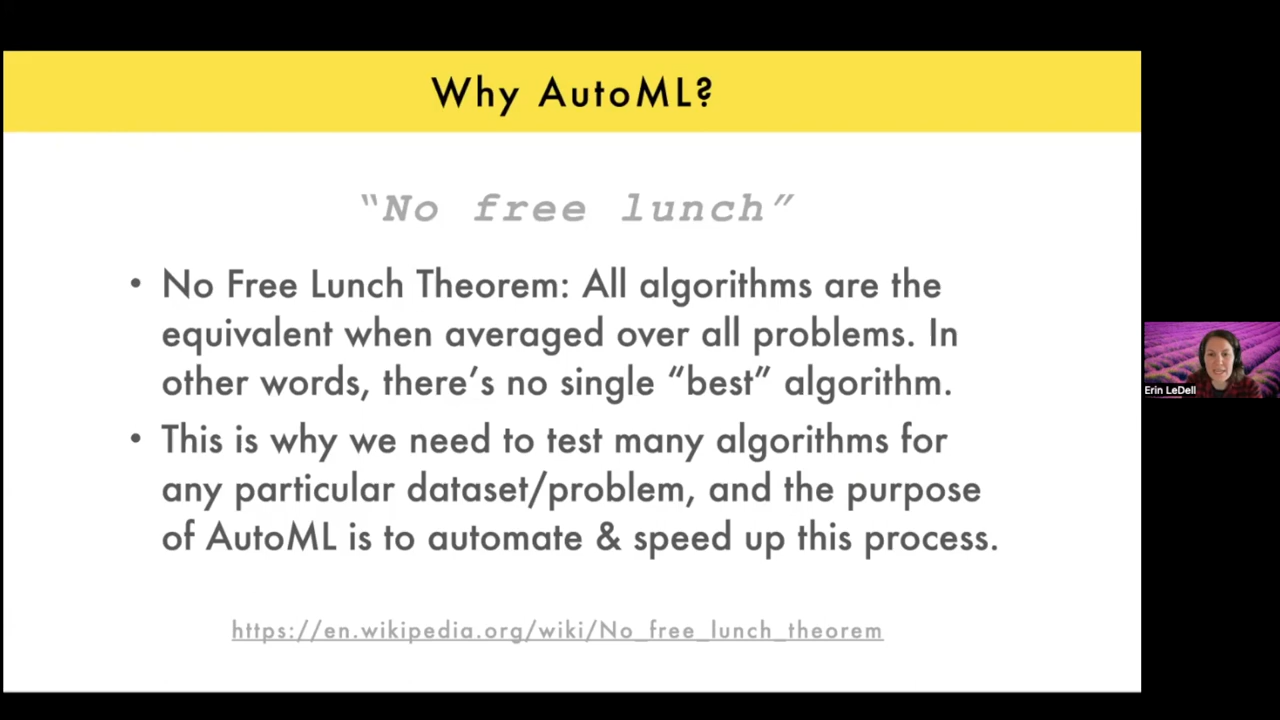 Why AutoML?
“No free lunch”
• No Free Lunch Theorem: All algorithms are the
equivalent when averaged over all problems. In
other words, there’s no single “best” algorithm.
• This is why we need to test many algorithms for
any particular dataset/problem, and the purpose
of AutoML is to automate & speed up this process.
https://en.wikipedia.org/wiki/No_free_lunch_theorem
Erin LeDell